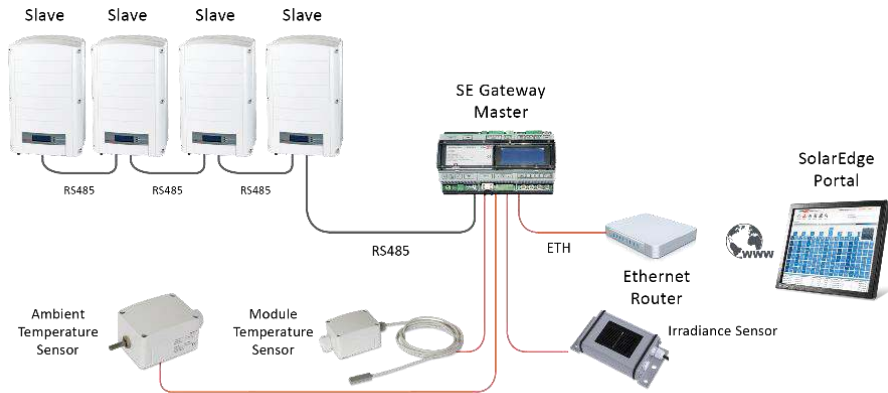 Slave
Slave
Slave
Slave
SE Gateway
Master
SolarEdge
Portal
RS485
RS485
RS485
RS485
ETH
WWW
Ethernet
Router
Ambient
Temperature
Sensor
Module
Temperature
Sensor
Irradiance Sensor